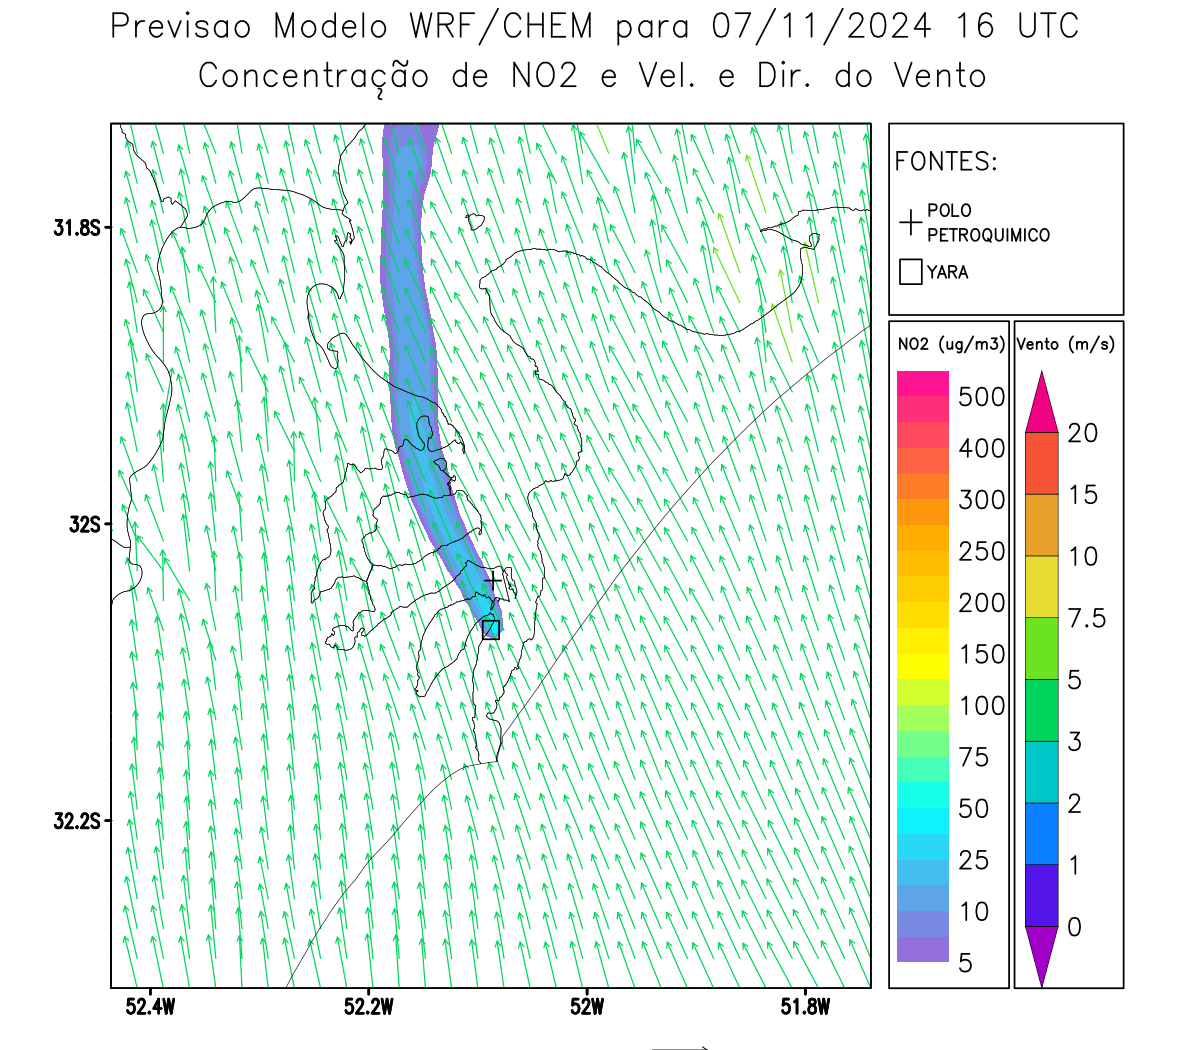 Previsao Modelo WRF/CHEM para 07/11/2024 16 UTC
Concentração de NO2 e Vel. e Dir. do Vento
FONTES:
POLO
PETROQUIMICO
YARA
31.8S
32S
32.2S
52.4W
52.2W
52W
51.8W
NO2 (ug/m3)
500
400
300
250
200
150
100
75
50
25
10
5
Vento (m/s)
20
15
10
7.5
5
3
2
1
0